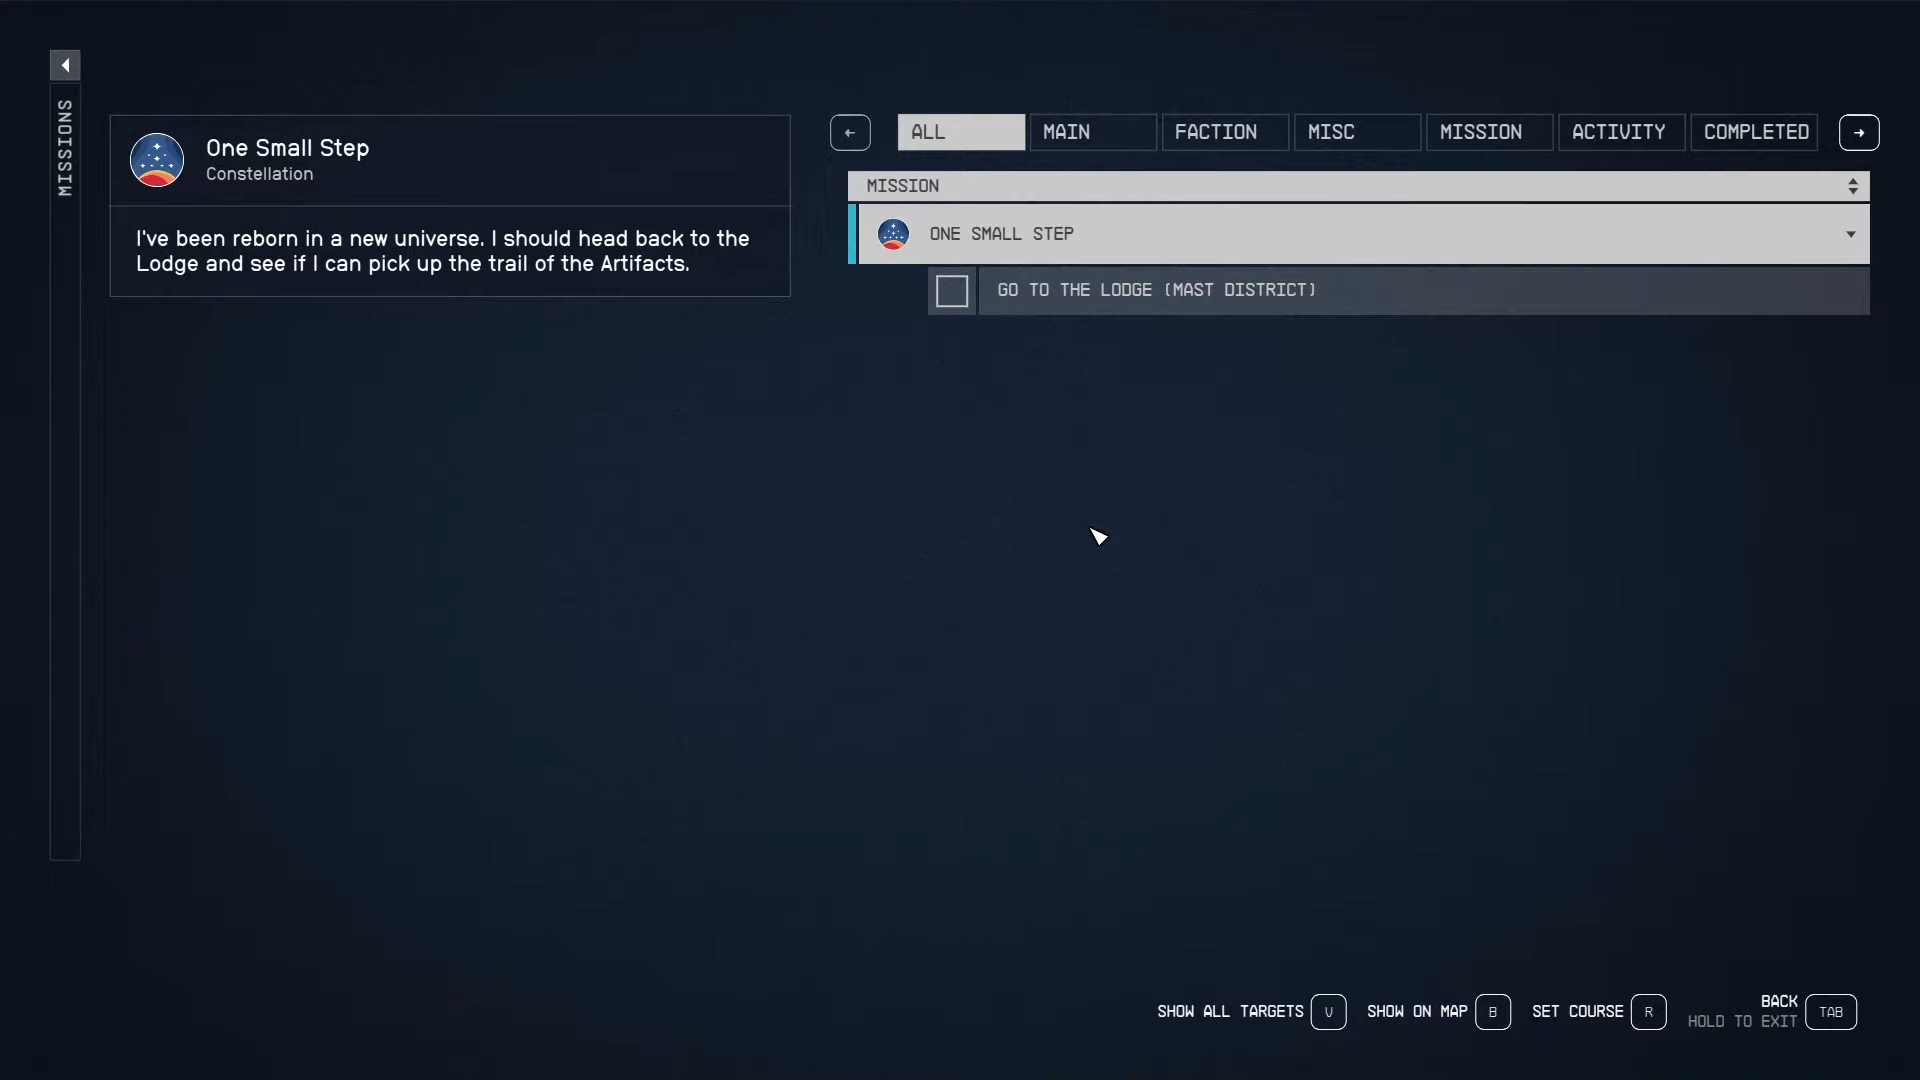 MISSIONS
One Small Step
Constellation
I've been reborn in a new universe. I should head back to the
Lodge and see if I can pick up the trail of the Artifacts.
ALL MAIN FACTION MISC MISSION ACTIVITY COMPLETED
MISSION
ONE SMALL STEP
GO TO THE LODGE (MAST DISTRICT)
SHOW ALL TARGETS V SHOW ON MAP B SET COURSE R BACK TAB
HOLD TO EXIT